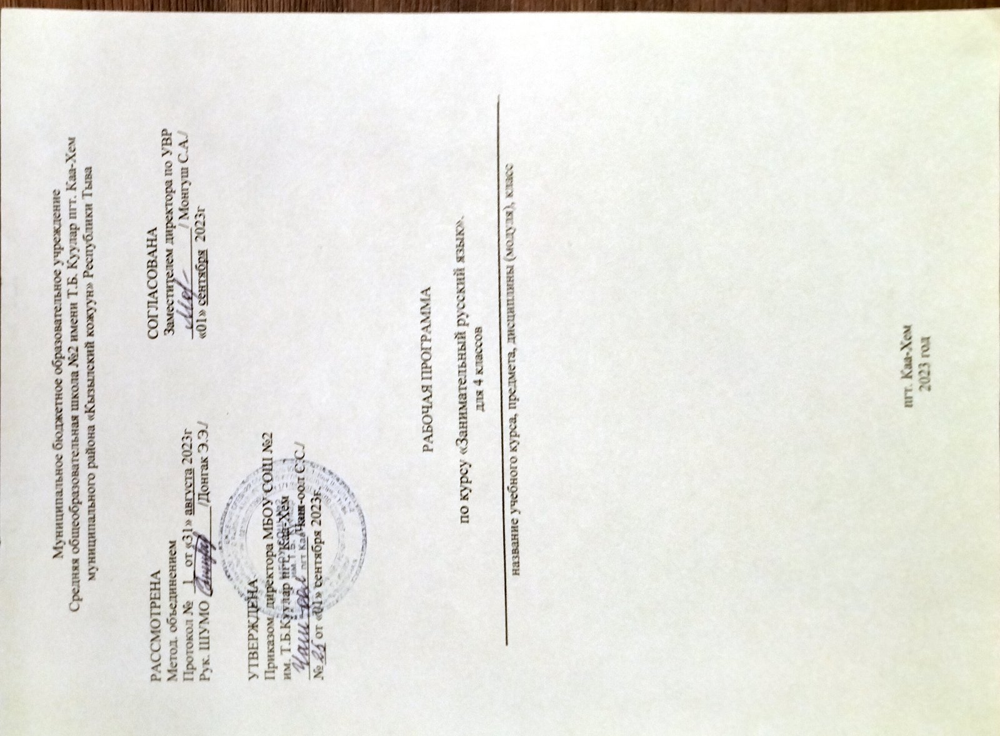 Муниципальное бюджетное образовательное учреждение
Средняя общеобразовательная школа №2 имени Т.Б. Куулар пгт. Каа-Хем
муниципального района «Кызылский кожуун» Республики Тыва
РАССМОТРЕНА
Метод. объединением
Протокол № 1 от «31» августа 2023г
Рук. ШУМО /Донгак Э.Э./
СОГЛАСОВАНА
Заместителем директора по УВР
/ Монгуш С.А./
«01» сентября 2023г
УТВЕРЖДЕНА
Приказом директора МБОУ СОШ №2
им. Т.Б.Куулар пгт. Каа-Хем
Чаш-оол Чаш-оол С.С./
№ 25 от «01» сентября 2023г.
РАБОЧАЯ ПРОГРАММА
по курсу «Занимательный русский язык».
для 4 классов
название учебного курса, предмета, дисциплины (модуля), класс
пгт. Каа-Хем
2023 год